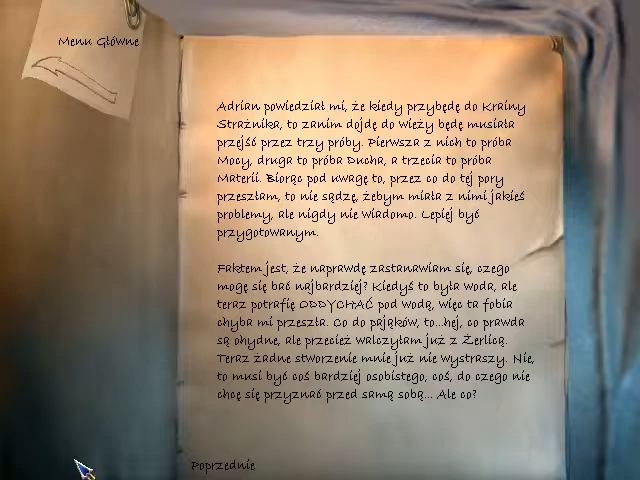 Menu Główne
Adrian powiedział mi, że kiedy przybędę do Krainy
Strażnika, to zanim dojdę do wieży będę musiała
przejść przez trzy próby. Pierwsza z nich to próba
Mocy, druga to próba Ducha, a trzecia to próba
Materii. Biorąc pod uwagę to, przez co do tej pory
przeszłam, to nie sądzę, żebym miała z nimi jakieś
problemy, ale nigdy nie wiadomo. Lepiej być
przygotowanym.
Faktem jest, że naprawdę zastanawiam się, czego
mogę się bać najbardziej? Kiedyś to była woda, ale
teraz potrafię ODDYCHAĆ pod wodą, więc ta fobia
chyba mi przeszła. Co do pająków, to...hej, co prawda
są ohydne, ale przecież walczyłam już z Żerlicą.
Teraz żadne stworzenie mnie już nie wystraszy. Nie,
to musi być coś bardziej osobistego, coś, do czego nie
chcę się przyznać przed samą sobą... Ale co?
Poprzednie